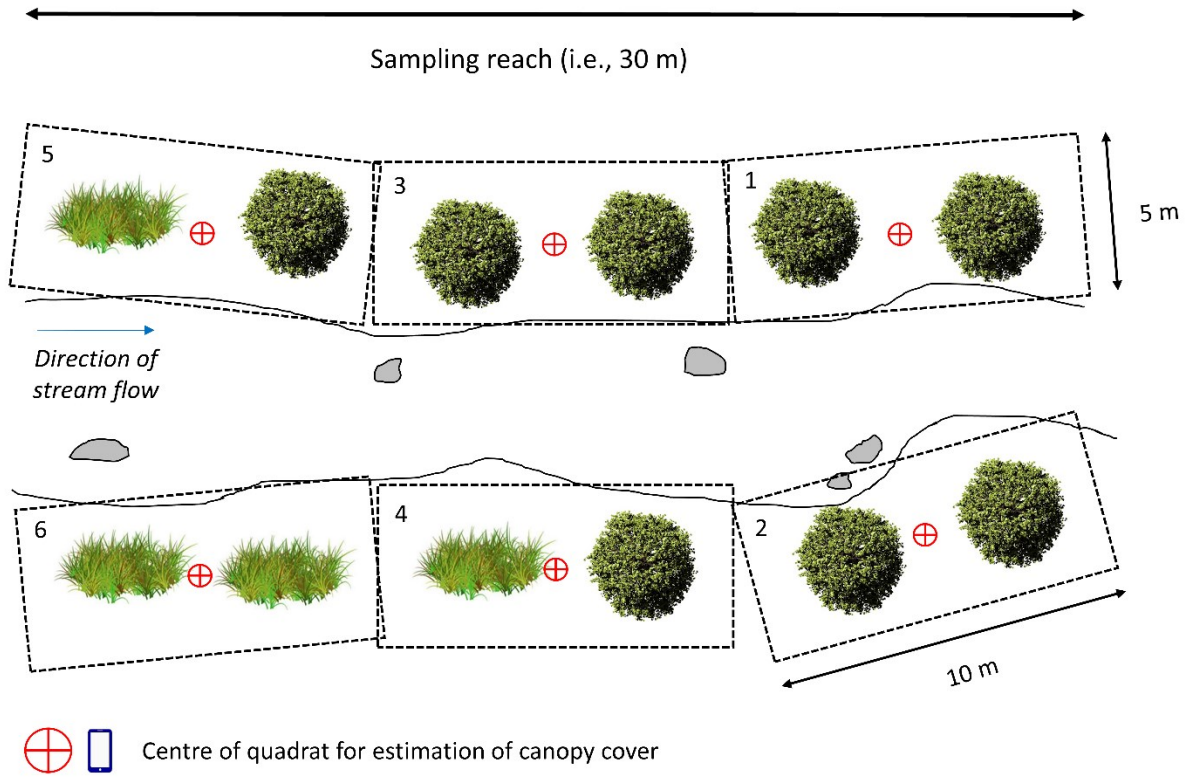 Sampling reach (i.e., 30 m)
5
3
1
5 m
Direction of
stream flow
6
4
2
10 m
Centre of quadrat for estimation of canopy cover